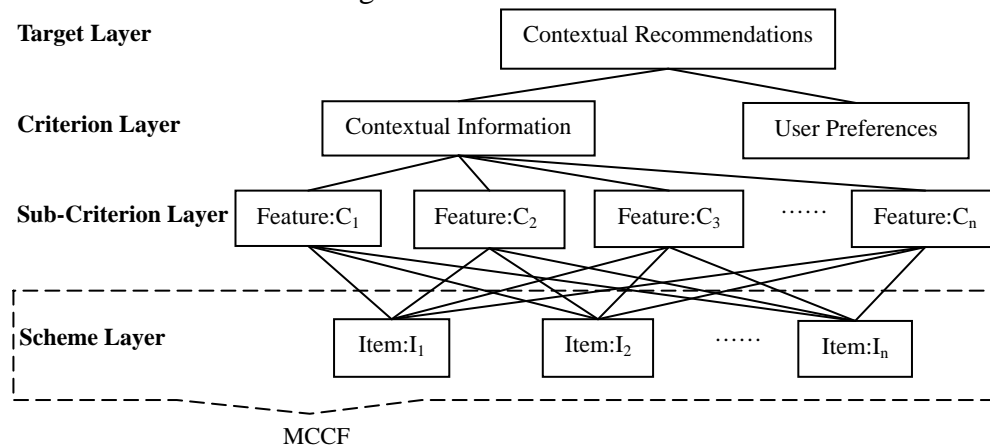 Target Layer Contextual Recommendations
Criterion Layer Contextual Information User Preferences
Sub-Criterion Layer Feature:C₁ Feature:C₂ Feature:C₃ ······ Feature:Cₙ
Scheme Layer Item:I₁ Item:I₂ ······ Item:Iₙ
MCCF